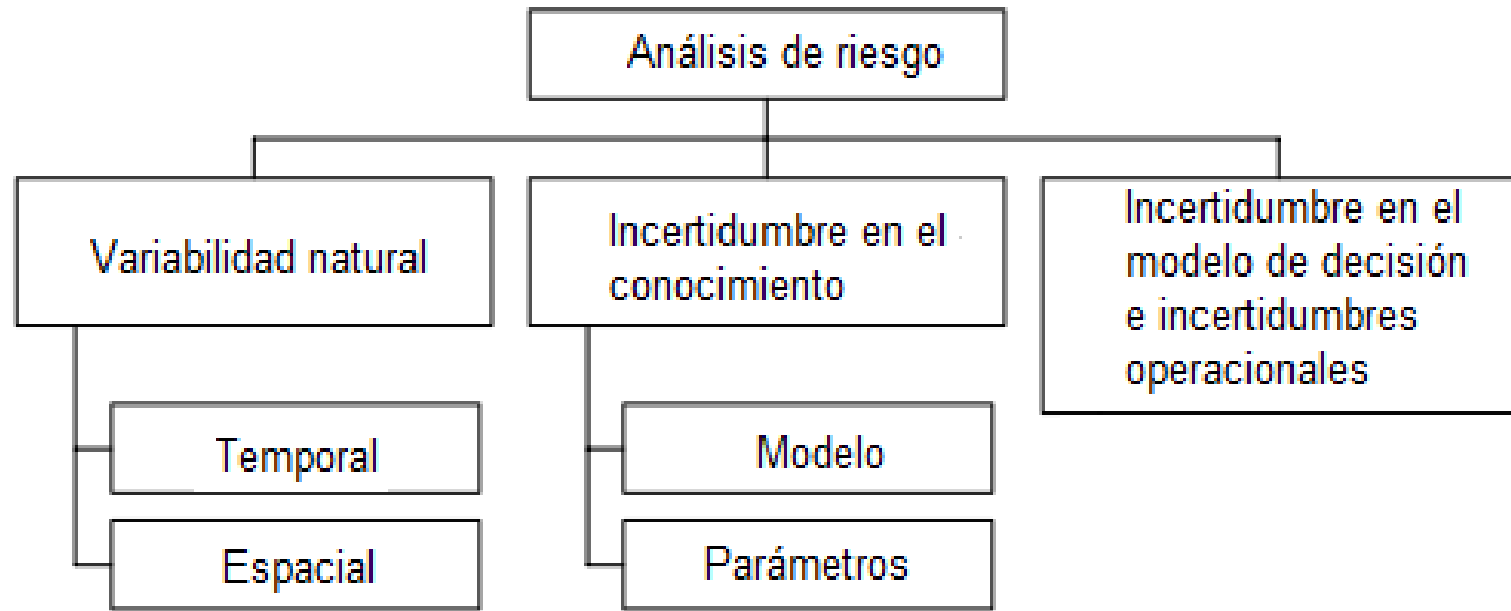 Análisis de riesgo
Variabilidad natural
Temporal
Espacial
Incertidumbre en el
conocimiento
Modelo
Parámetros
Incertidumbre en el
modelo de decisión
e incertidumbres
operacionales